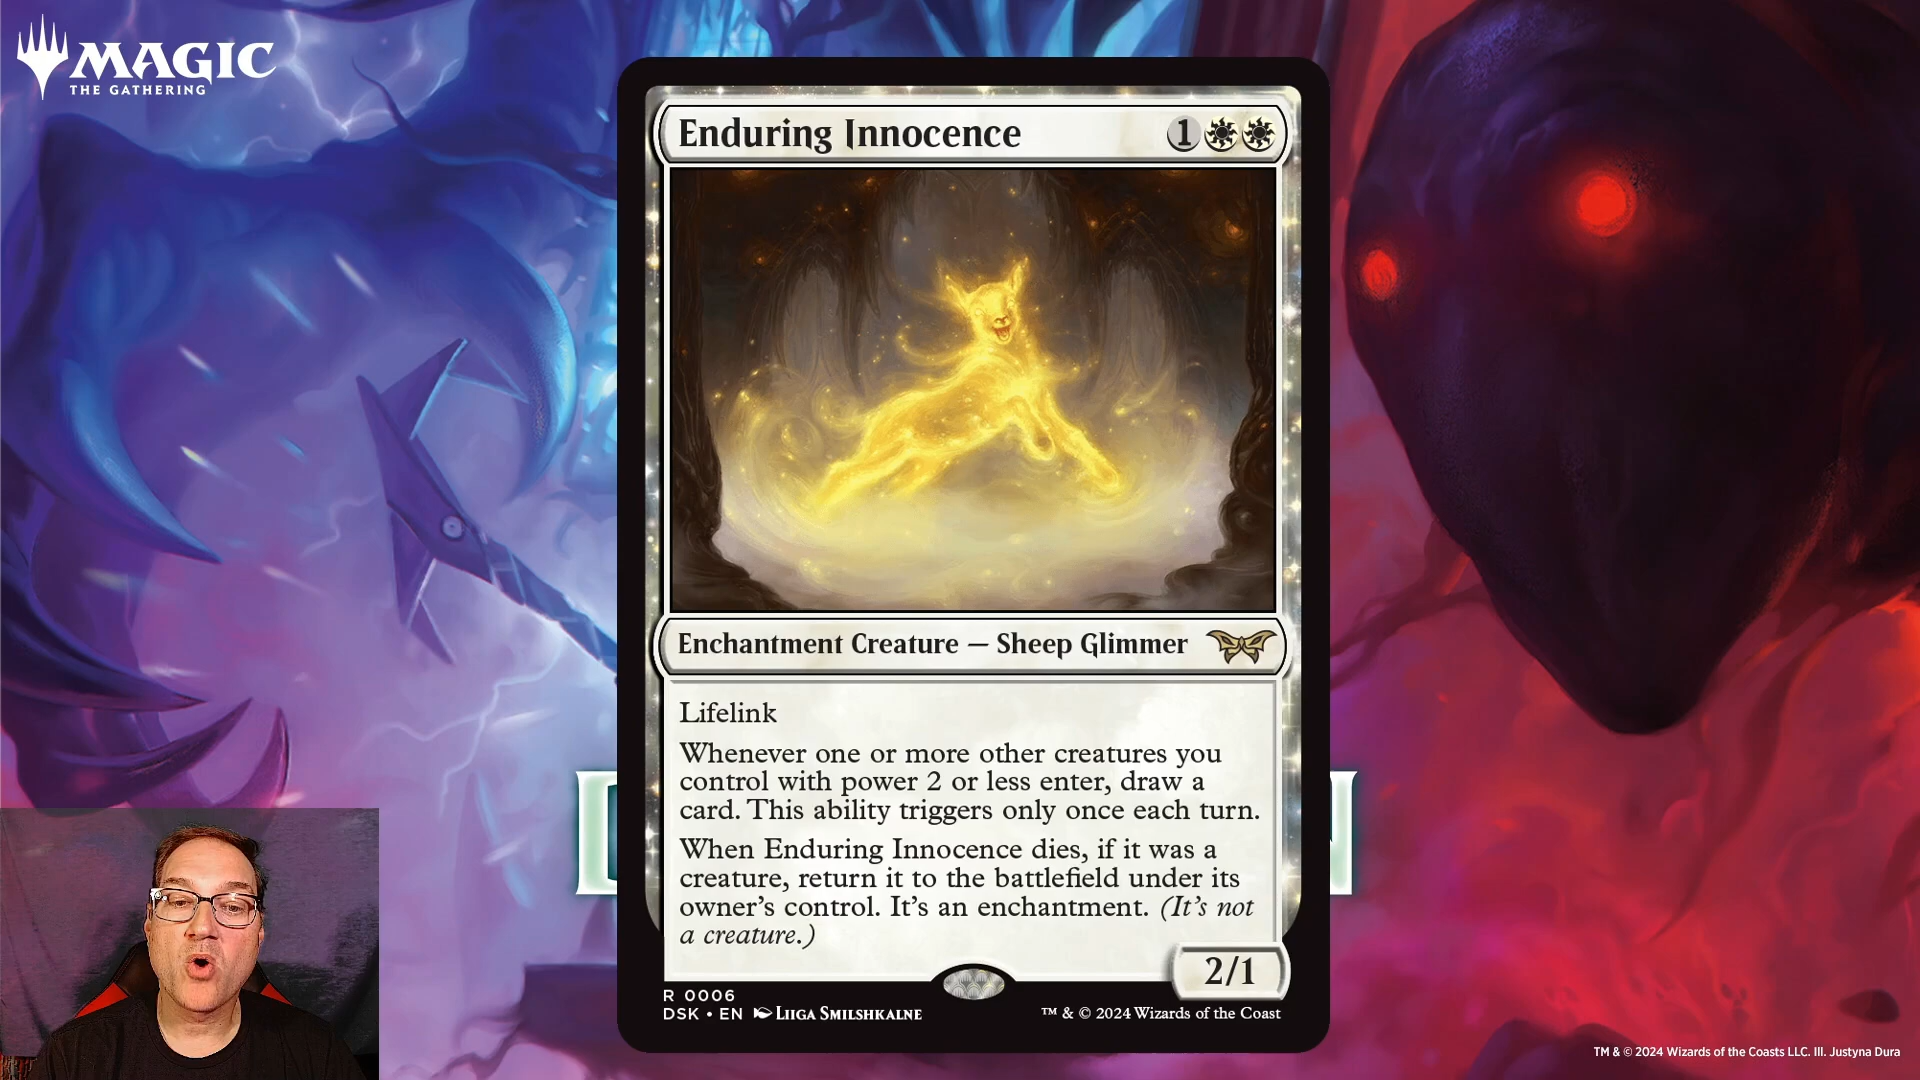 MAGIC
THE GATHERING
Enduring Innocence 1
Enchantment Creature — Sheep Glimmer
Lifelink
Whenever one or more other creatures you
control with power 2 or less enter, draw a
card. This ability triggers only once each turn.
When Enduring Innocence dies, if it was a
creature, return it to the battlefield under its
owner's control. It's an enchantment. (It's not
a creature.)
2/1
R 0006
DSK • EN LIIGA SMILSHKALNE
™ & © 2024 Wizards of the Coast
TM & © 2024 Wizards of the Coasts LLC. Ill. Justyna Dura